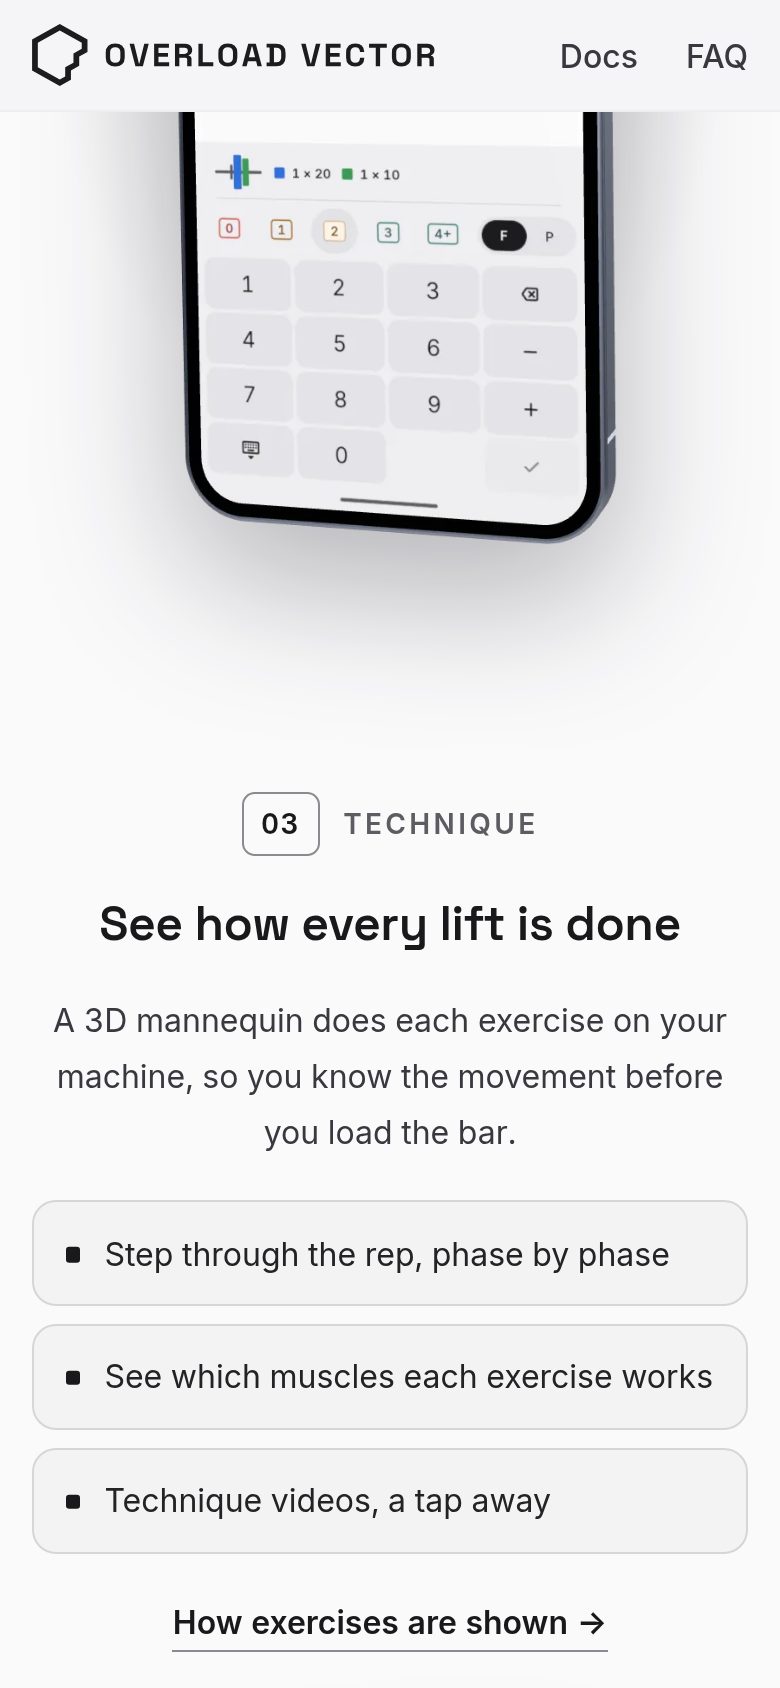 OVERLOAD VECTOR Docs FAQ
1 × 20 1 × 10
0 1 2 3 4+ F P
1 2 3
4 5 6 −
7 8 9 +
0
03 TECHNIQUE
See how every lift is done
A 3D mannequin does each exercise on your
machine, so you know the movement before
you load the bar.
Step through the rep, phase by phase
See which muscles each exercise works
Technique videos, a tap away
How exercises are shown →